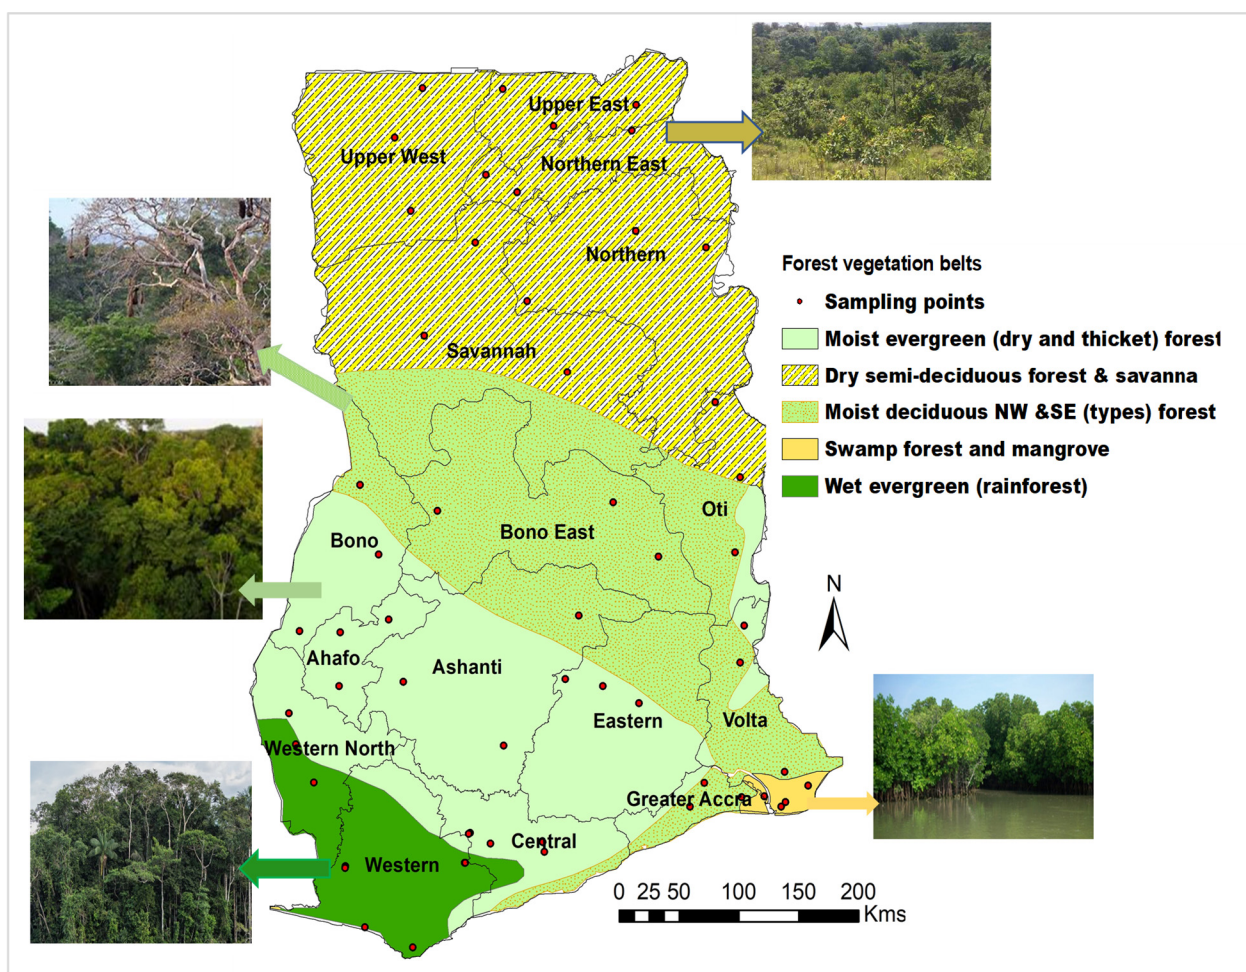 Upper East
Upper West
Northern East
Northern
Savannah
Forest vegetation belts
Sampling points
Moist evergreen (dry and thicket) forest
Dry semi-deciduous forest & savanna
Moist deciduous NW &SE (types) forest
Swamp forest and mangrove
Wet evergreen (rainforest)
Oti
Bono East
Bono
N
Ahafo
Ashanti
Eastern
Volta
Western North
Greater Accra
Central
Western
0 25 50 100 150 200
Kms